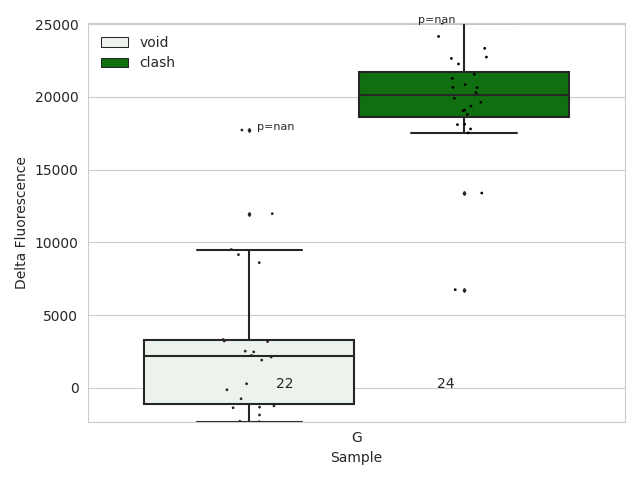 p=nan
25000
void
clash
20000
p=nan
15000
10000
5000
0
22
24
Delta Fluorescence
G
Sample